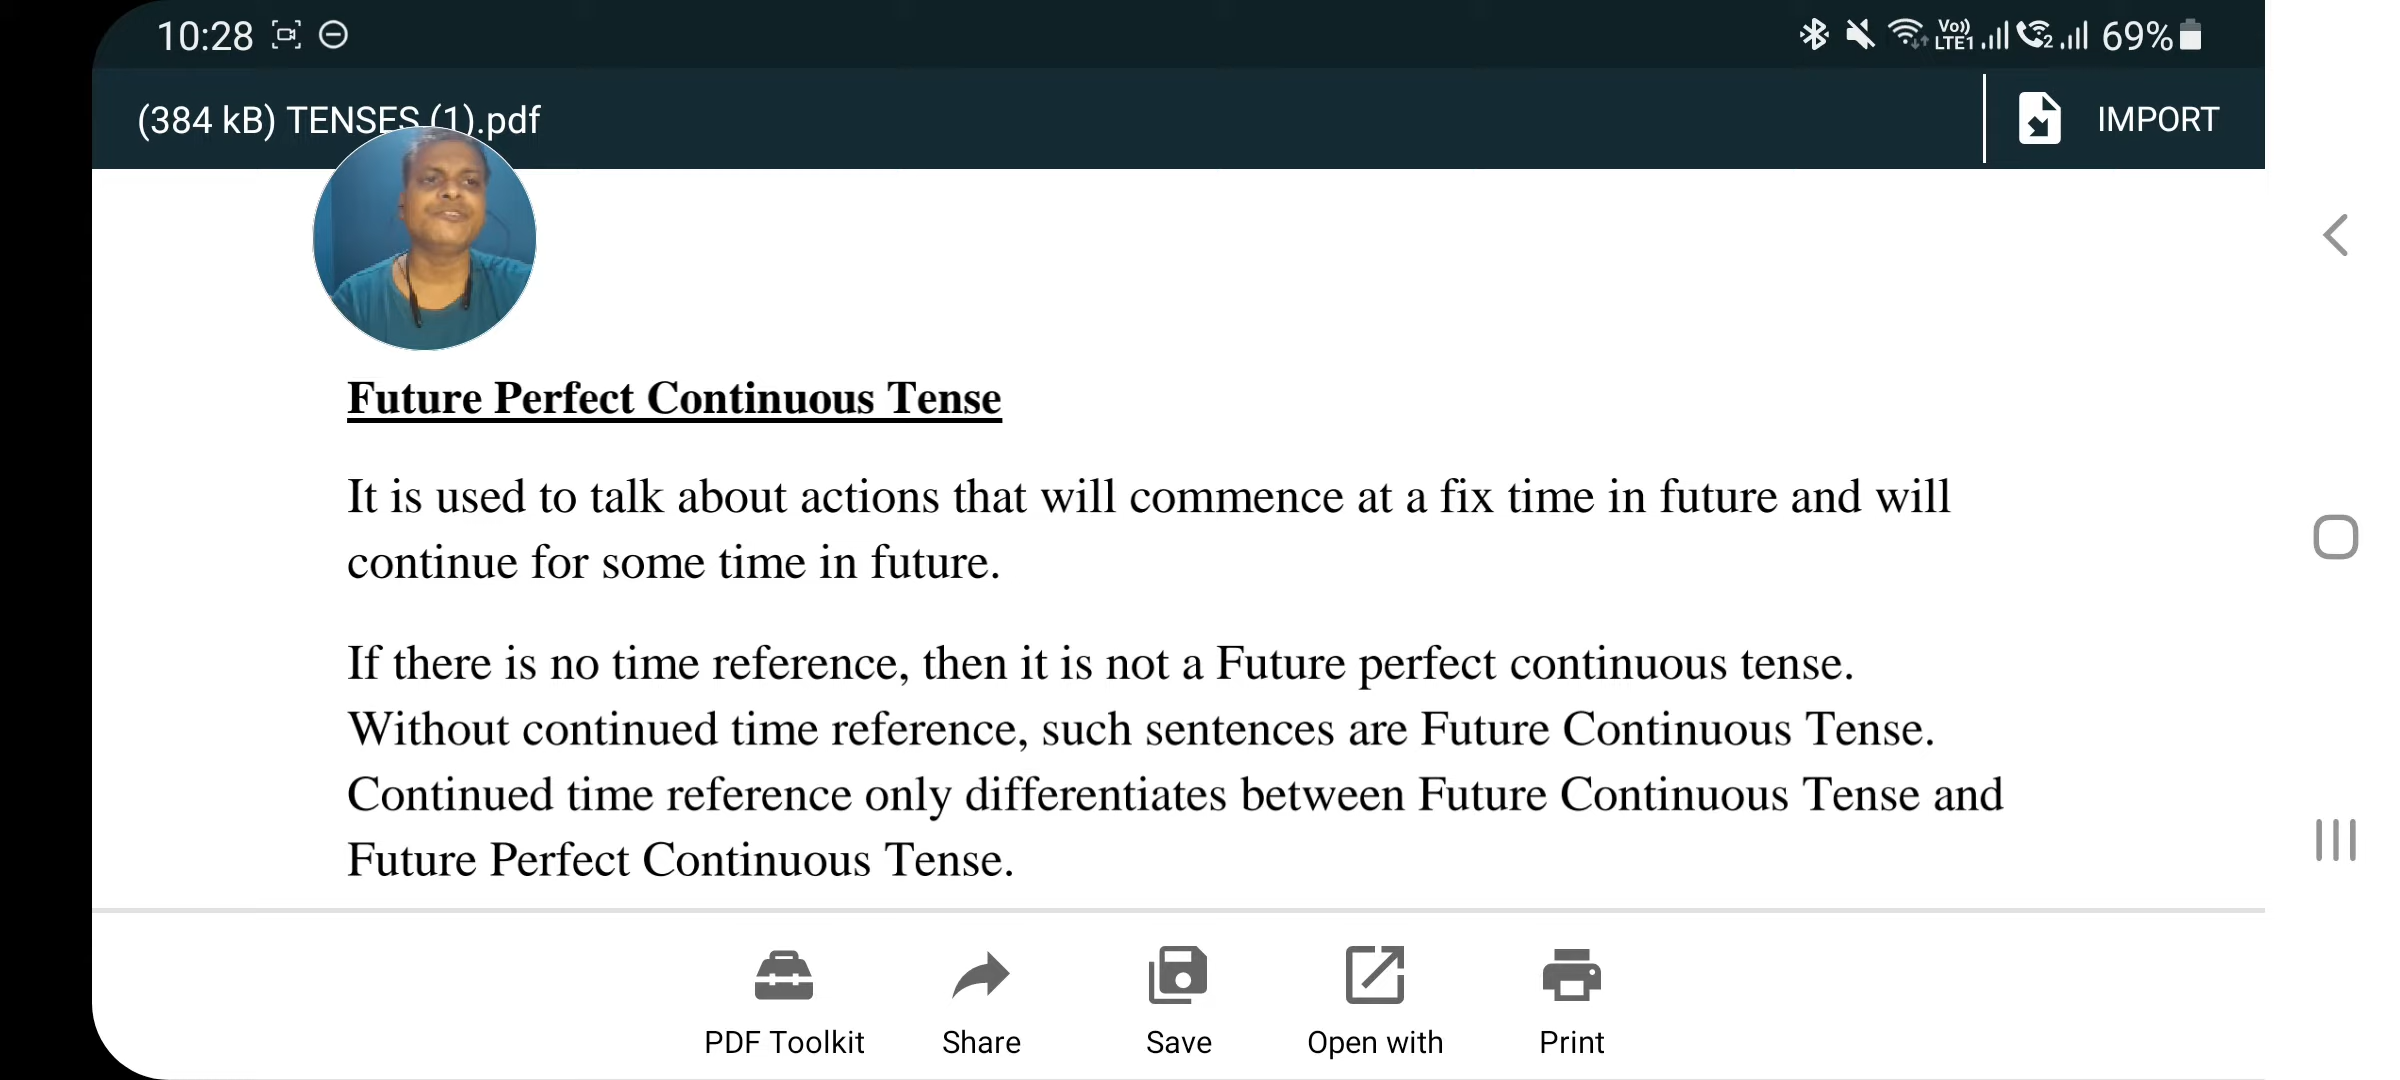 10:28
Vo)) LTE1 2 69%
(384 kB) TENSES (1).pdf
IMPORT
Future Perfect Continuous Tense
It is used to talk about actions that will commence at a fix time in future and will
continue for some time in future.
If there is no time reference, then it is not a Future perfect continuous tense.
Without continued time reference, such sentences are Future Continuous Tense.
Continued time reference only differentiates between Future Continuous Tense and
Future Perfect Continuous Tense.
PDF Toolkit
Share
Save
Open with
Print